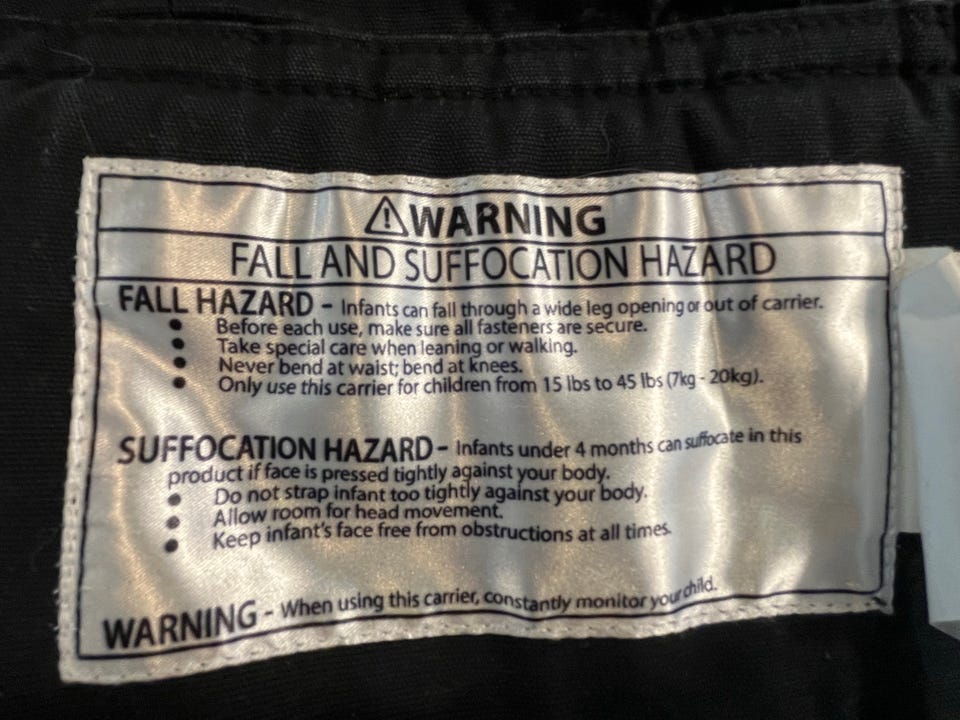 ⚠WARNING
FALL AND SUFFOCATION HAZARD
FALL HAZARD - Infants can fall through a wide leg opening or out of carrier.
• Before each use, make sure all fasteners are secure.
• Take special care when leaning or walking.
• Never bend at waist; bend at knees.
• Only use this carrier for children from 15 lbs to 45 lbs (7kg - 20kg).
SUFFOCATION HAZARD - Infants under 4 months can suffocate in this
product if face is pressed tightly against your body.
• Do not strap infant too tightly against your body.
• Allow room for head movement.
• Keep infant's face free from obstructions at all times.
WARNING - When using this carrier, constantly monitor your child.